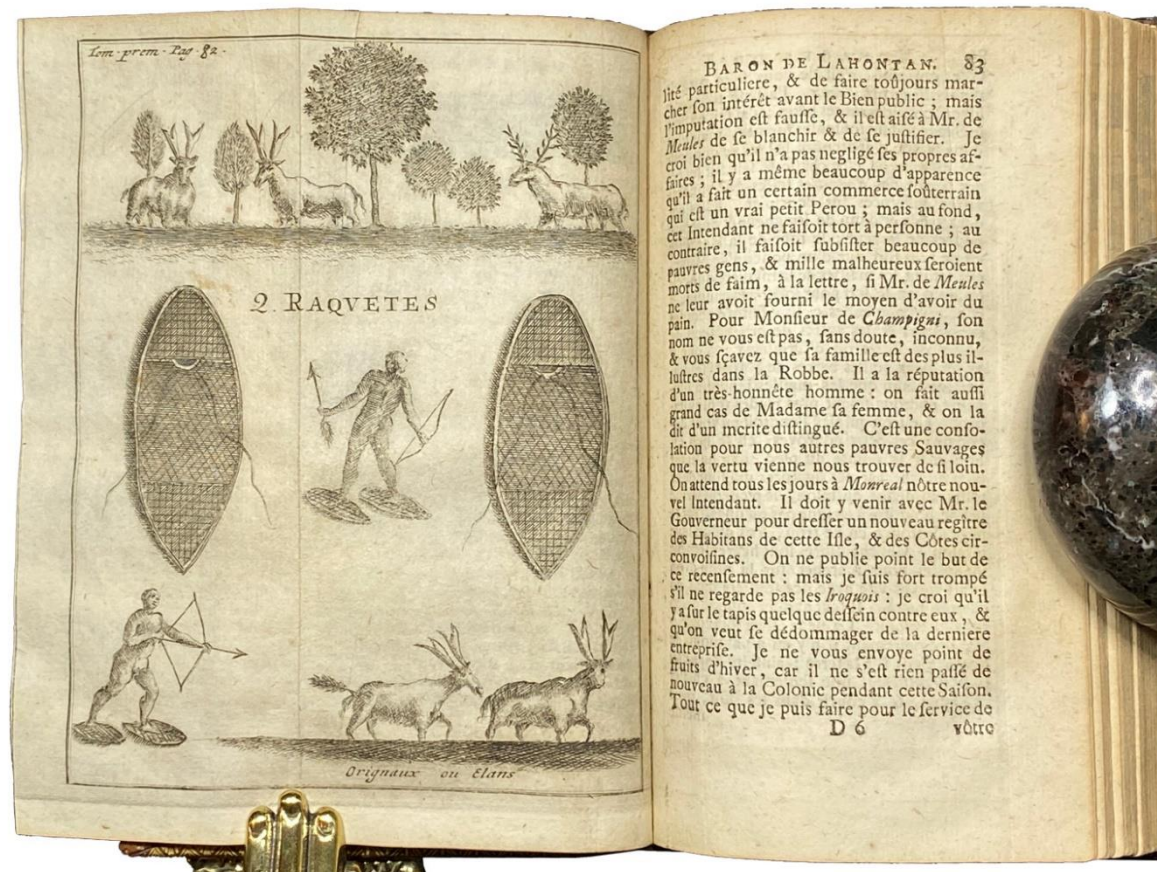 Tom · prem · Pag · 82 ·
2. RAQVETES
Orignaux ou Elans
BARON DE LAHONTAN. 83
lité particuliere, & de faire toûjours mar-
cher ſon intérêt avant le Bien public ; mais
l'imputation eſt fauſſe, & il eſt aiſé à Mr. de
Meules de ſe blanchir & de ſe juſtifier. Je
croi bien qu'il n'a pas negligé ſes propres af-
faires ; il y a même beaucoup d'apparence
qu'il a fait un certain commerce ſoûterrain
qui eſt un vrai petit Perou ; mais au fond,
cet Intendant ne faiſoit tort à perſonne ; au
contraire, il faiſoit ſubſiſter beaucoup de
pauvres gens, & mille malheureux ſeroient
morts de faim, à la lettre, ſi Mr. de Meules
ne leur avoit fourni le moyen d'avoir du
pain. Pour Monſieur de Champigni, ſon
nom ne vous eſt pas, ſans doute, inconnu,
& vous ſçavez que ſa famille eſt des plus il-
luſtres dans la Robbe. Il a la réputation
d'un très-honnête homme : on fait auſſi
grand cas de Madame ſa femme, & on la
dit d'un merite diſtingué. C'eſt une conſo-
lation pour nous autres pauvres Sauvages
que la vertu vienne nous trouver de ſi loin.
On attend tous les jours à Monreal nôtre nou-
vel Intendant. Il doit y venir avec Mr. le
Gouverneur pour dreſſer un nouveau regître
des Habitans de cette Iſle, & des Côtes cir-
convoiſines. On ne publie point le but de
ce recenſement : mais je ſuis fort trompé
s'il ne regarde pas les Iroquois : je croi qu'il
y a ſur le tapis quelque deſſein contre eux, &
qu'on veut ſe dédommager de la derniere
entrepriſe. Je ne vous envoye point de
fruits d'hiver, car il ne s'eſt rien paſſé de
nouveau à la Colonie pendant cette Saiſon.
Tout ce que je puis faire pour le ſervice de
D 6 vôtre